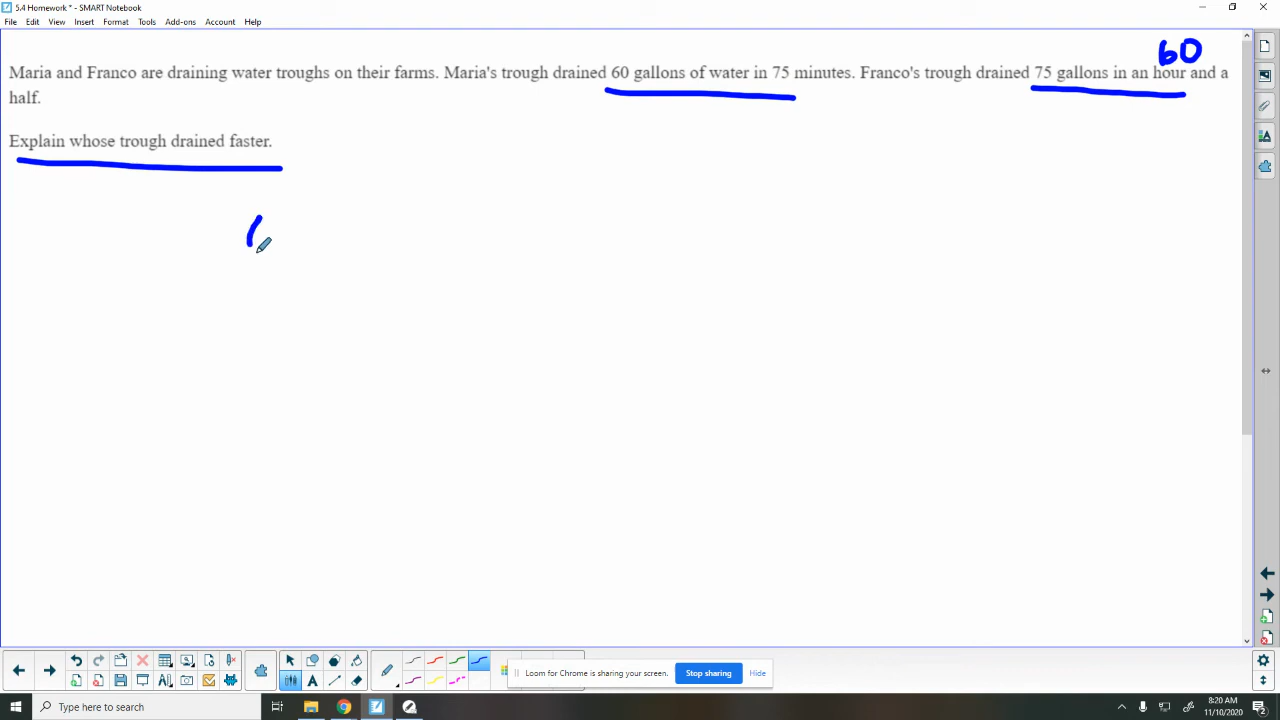 5.4 Homework * - SMART Notebook
File Edit View Insert Format Tools Add-ons Account Help
60
Maria and Franco are draining water troughs on their farms. Maria's trough drained 60 gallons of water in 75 minutes. Franco's trough drained 75 gallons in an hour and a
half.
Explain whose trough drained faster.
Loom for Chrome is sharing your screen. Stop sharing Hide
Type here to search
8:20 AM
11/10/2020
2